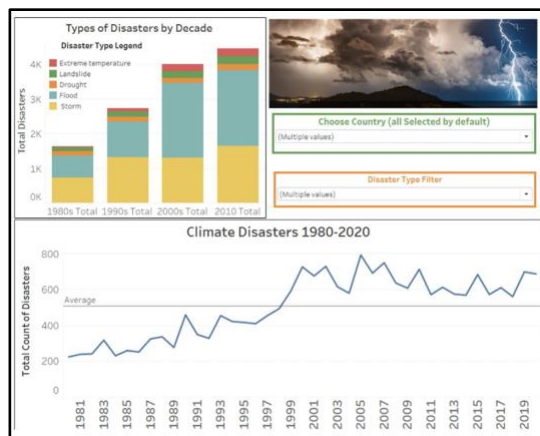 Types of Disasters by Decade
Disaster Type Legend
Extreme temperature
Landslide
Drought
Flood
Storm
Total Disasters
4K
3K
2K
1K
0K
1980s Total 1990s Total 2000s Total 2010 Total
Choose Country (all Selected by default)
(Multiple values)
Disaster Type Filter
(Multiple values)
Climate Disasters 1980-2020
Total Count of Disasters
800
600
400
200
0
Average
1981 1983 1985 1987 1989 1991 1993 1995 1997 1999 2001 2003 2005 2007 2009 2011 2013 2015 2017 2019